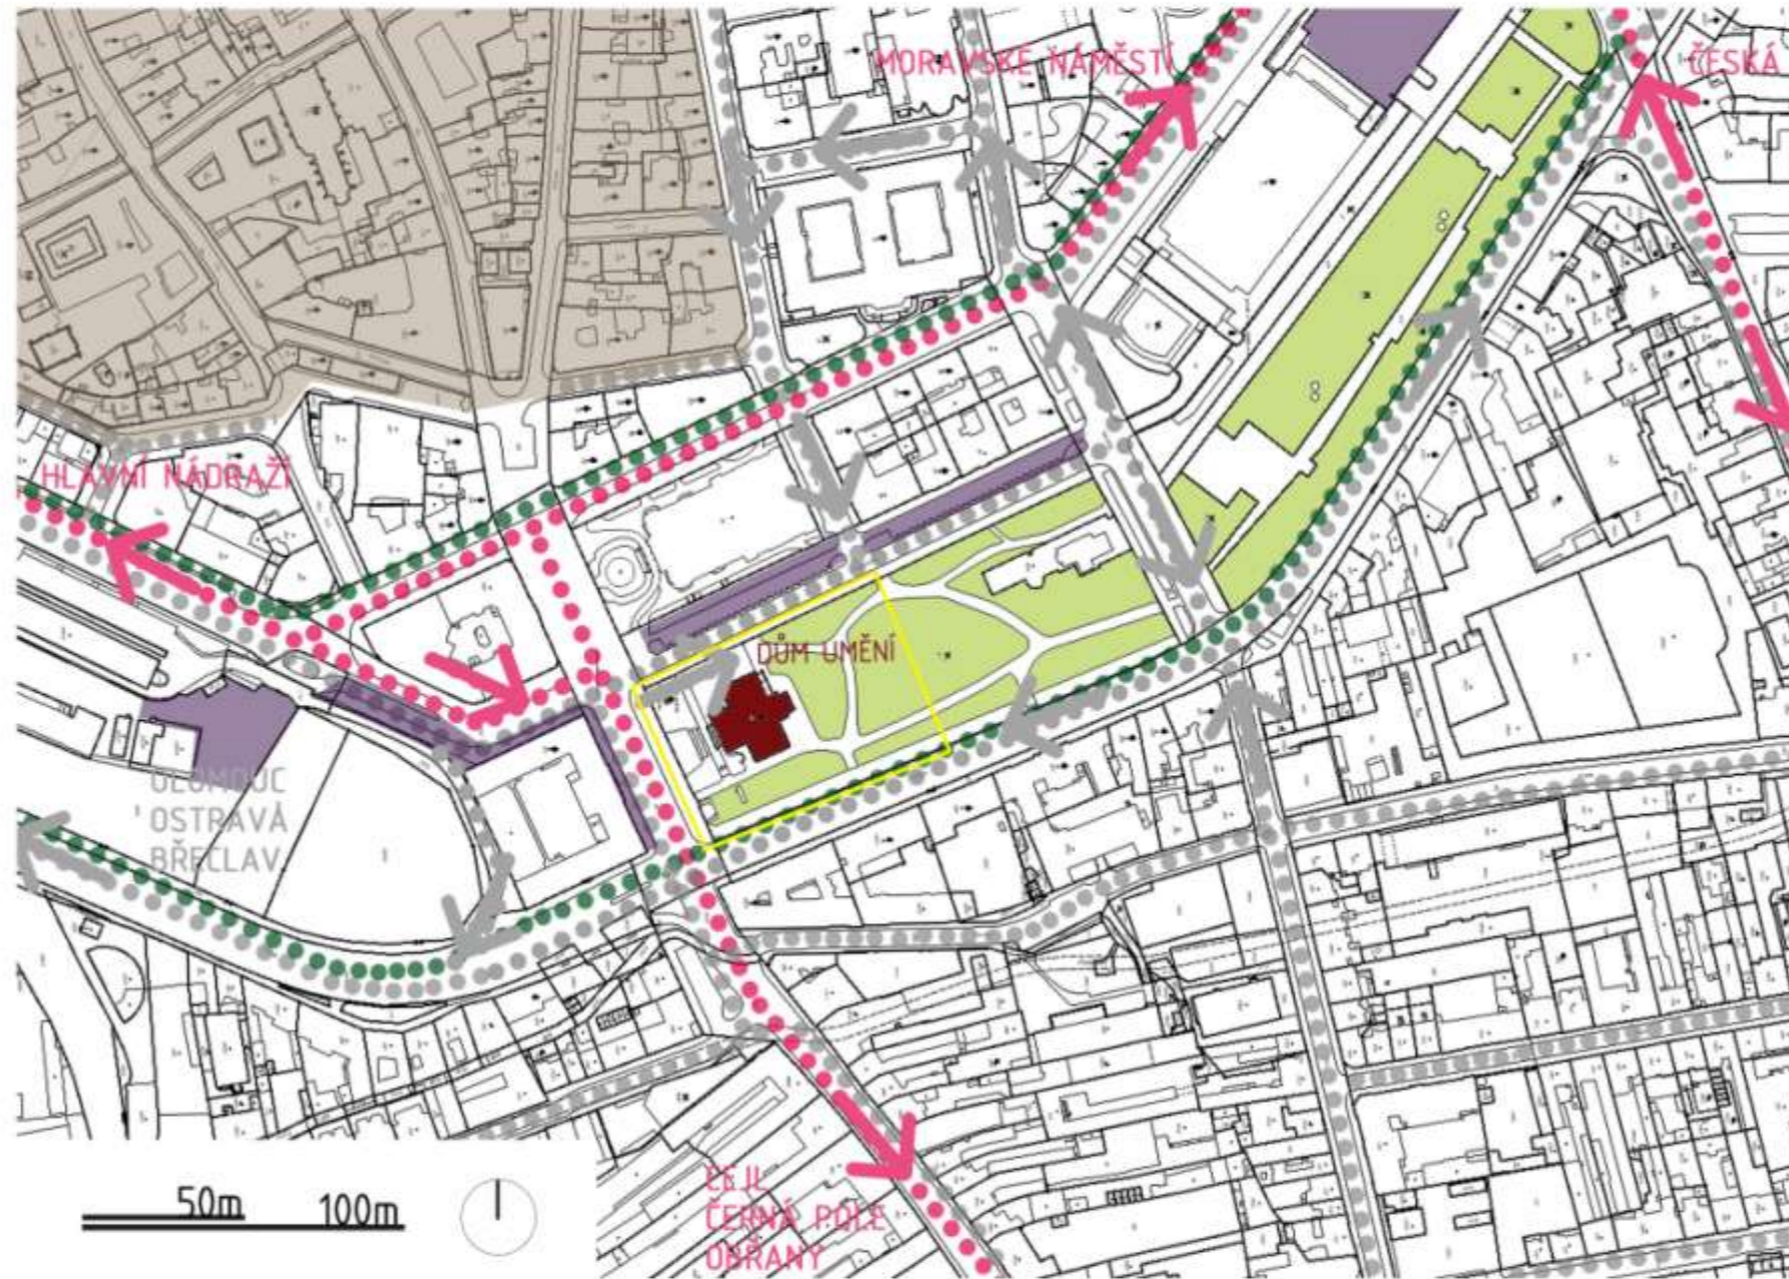 MORAVSKÉ NÁMĚSTÍ
ČESKÁ
HLAVNÍ NÁDRAŽÍ
DŮM UMĚNÍ
OLOMOUC
OSTRAVA
BŘECLAV
50m 100m
CEJL
ČERNÁ POLE
OBŘANY